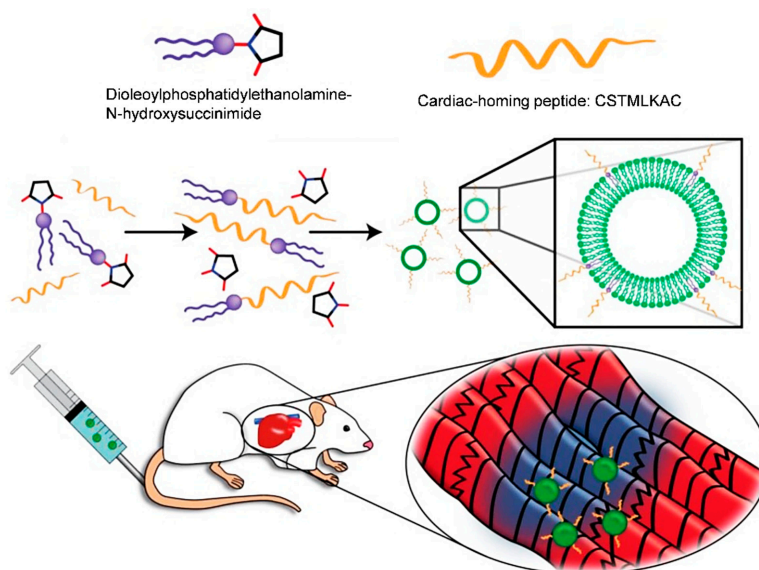 Dioleoylphosphatidylethanolamine-
N-hydroxysuccinimide
Cardiac-homing peptide: CSTMLKAC